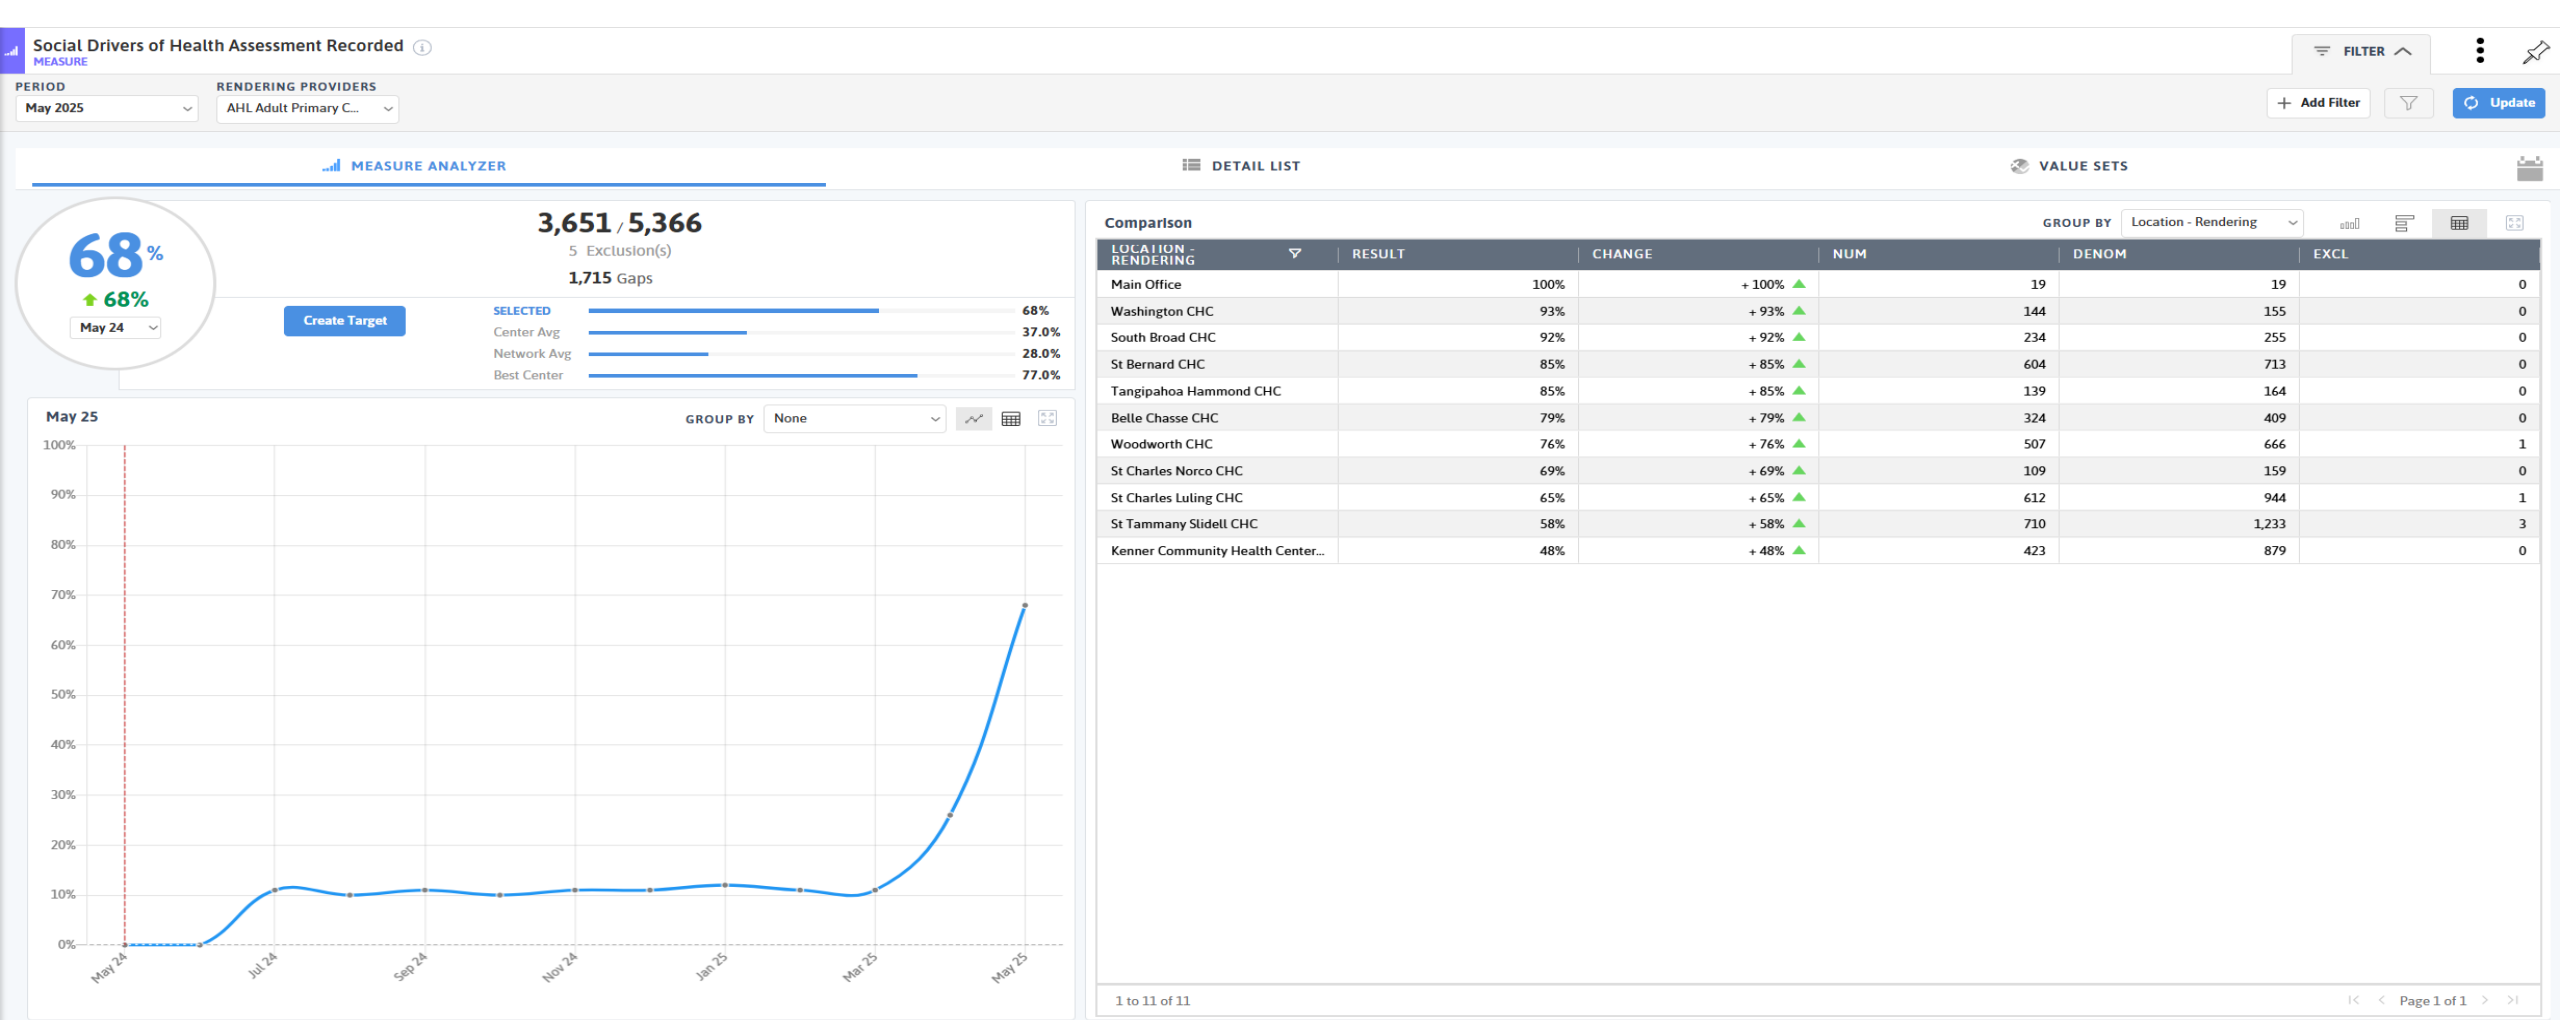 Social Drivers of Health Assessment Recorded
MEASURE
FILTER
PERIOD
RENDERING PROVIDERS
May 2025
AHL Adult Primary C...
Add Filter
Update
MEASURE ANALYZER
DETAIL LIST
VALUE SETS
68%
68%
May 24
3,651 / 5,366
5 Exclusion(s)
1,715 Gaps
Create Target
SELECTED 68%
Center Avg 37.0%
Network Avg 28.0%
Best Center 77.0%
May 25
GROUP BY None
100%
90%
80%
70%
60%
50%
40%
30%
20%
10%
0%
May 24 Jul 24 Sep 24 Nov 24 Jan 25 Mar 25 May 25
Comparison
GROUP BY Location - Rendering
LOCATION - RENDERING RESULT CHANGE NUM DENOM EXCL
Main Office 100% + 100% 19 19 0
Washington CHC 93% + 93% 144 155 0
South Broad CHC 92% + 92% 234 255 0
St Bernard CHC 85% + 85% 604 713 0
Tangipahoa Hammond CHC 85% + 85% 139 164 0
Belle Chasse CHC 79% + 79% 324 409 0
Woodworth CHC 76% + 76% 507 666 1
St Charles Norco CHC 69% + 69% 109 159 0
St Charles Luling CHC 65% + 65% 612 944 1
St Tammany Slidell CHC 58% + 58% 710 1,233 3
Kenner Community Health Center... 48% + 48% 423 879 0
1 to 11 of 11
Page 1 of 1